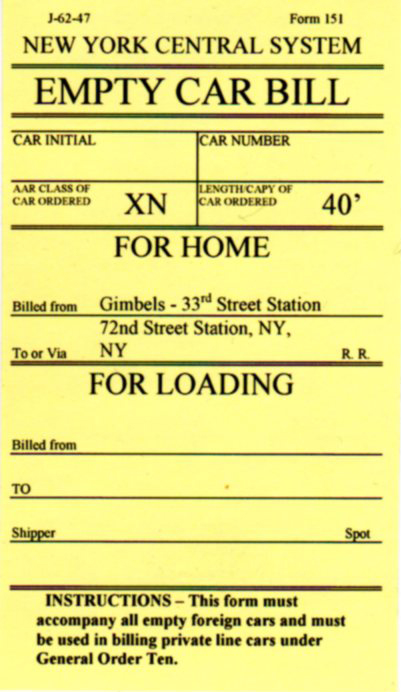 J-62-47 Form 151
NEW YORK CENTRAL SYSTEM
EMPTY CAR BILL
CAR INITIAL CAR NUMBER
AAR CLASS OF
CAR ORDERED XN LENGTH/CAPY OF
CAR ORDERED 40’
FOR HOME
Billed from Gimbels - 33rd Street Station
72nd Street Station, NY,
To or Via NY R. R.
FOR LOADING
Billed from
TO
Shipper Spot
INSTRUCTIONS – This form must
accompany all empty foreign cars and must
be used in billing private line cars under
General Order Ten.